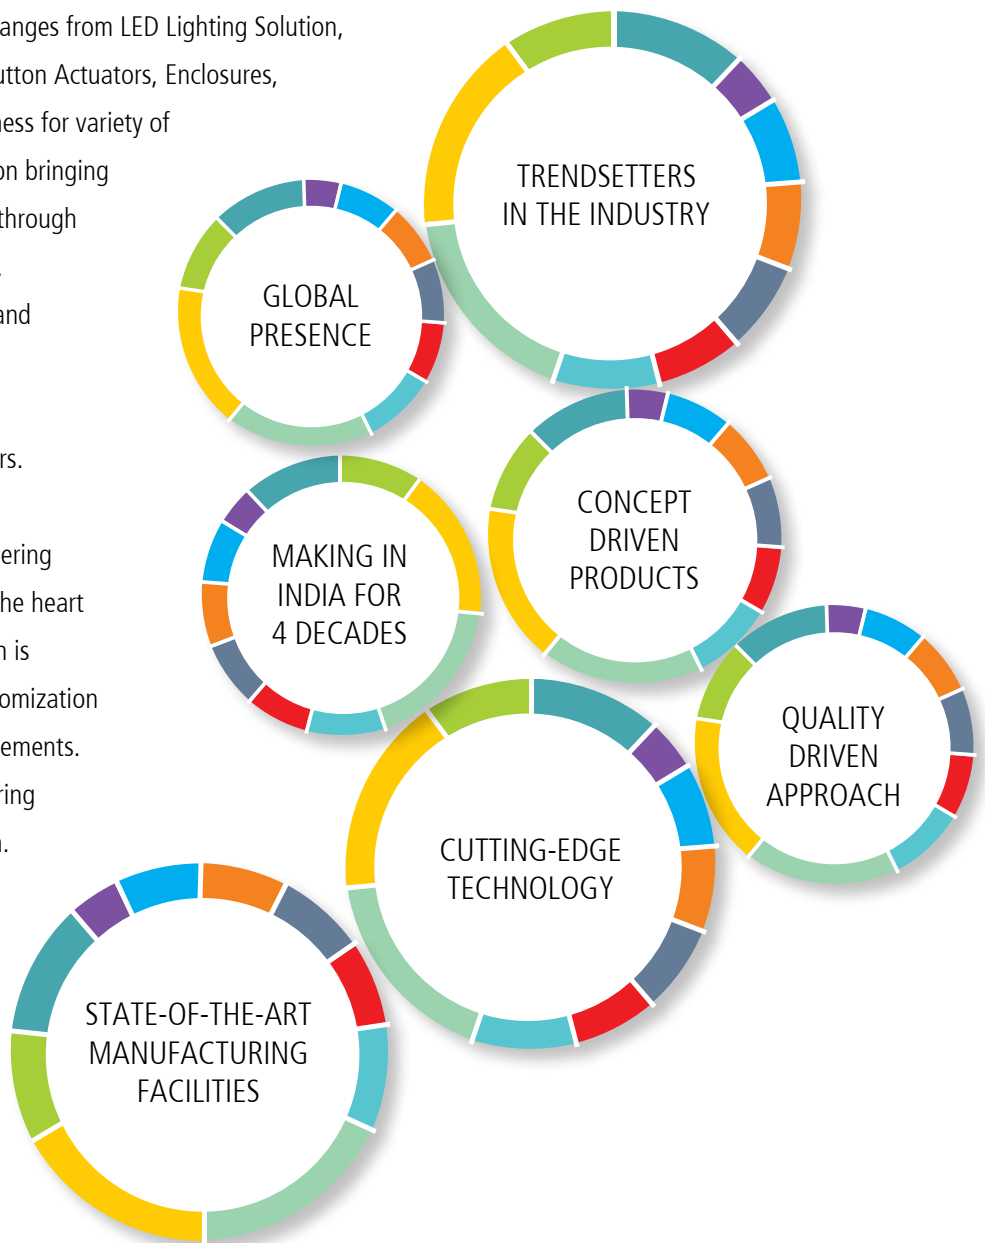 anges from LED Lighting Solution,
utton Actuators, Enclosures,
ness for variety of
on bringing
through
.
and
rs.
ering
he heart
n is
omization
ements.
ring
.
TRENDSETTERS
IN THE INDUSTRY
GLOBAL
PRESENCE
CONCEPT
DRIVEN
PRODUCTS
MAKING IN
INDIA FOR
4 DECADES
QUALITY
DRIVEN
APPROACH
CUTTING-EDGE
TECHNOLOGY
STATE-OF-THE-ART
MANUFACTURING
FACILITIES